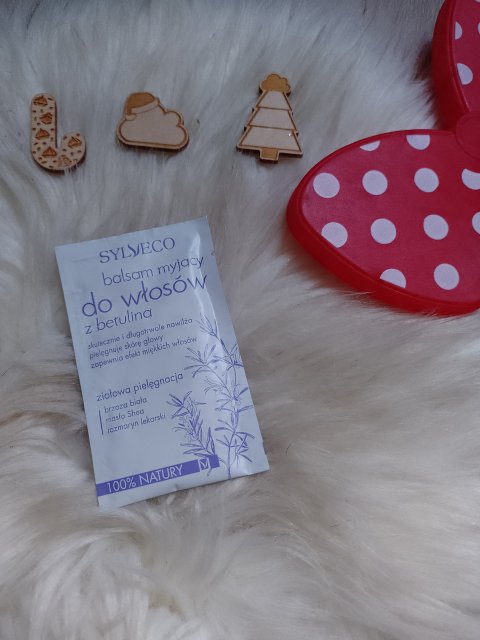 SYLVECO
balsam myjący
do włosów
z betuliną
skutecznie i długotrwale nawilża
pielęgnuje skórę głowy
zapewnia efekt miękkich włosów
ziołowa pielęgnacja
brzoza biała
masło Shea
rozmaryn lekarski
100% NATURY